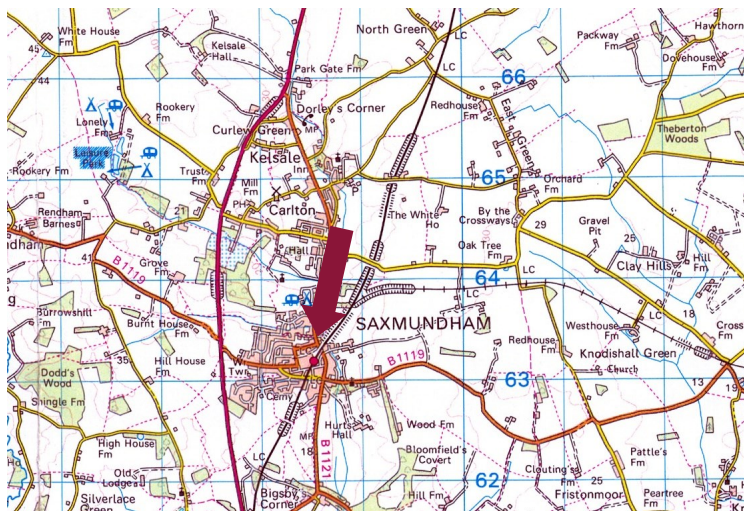 White House
Fm
45
44
Kelsale
Hall
Park Gate Fm
North Green
LC
LC
Packway
Fm
Hawthorn
Dovehouse
Fm
66
Rookery
Fm
Lonely
Fm
Leisure
Park
Dorley's Corner
Curlew Green
MP
Redhouse
Fm
East Green
Theberton
Woods
Kelsale
Inn
P
65
Rookery Fm
Trust
Fm
Mill
Fm
PH
Carlton
Orchard
Fm
Rendham
Barnes
21
The White
Ho
By the
Crossways
29
Gravel
Pit
25
dham
41
Grove
Fm
Hall
Oak Tree
Fm
Clay Hills
Hill
Fm
B1119
64
LC
LC
Burrowshill
Fm
Burnt House
Fm
SAXMUNDHAM
LC
18
Westhouse
Fm
Cross
Fm
35
Hill House
Fm
Redhouse
Fm
Knodishall Green
Church
Dodd's
Wood
Shingle Fm
W
Twr
B1119
63
13
19
Cemy
Hurts
Hall
Wood Fm
High House
Fm
LC
MP
18
B1121
Bloomfield's
Covert
Pattle's
Fm
Old
Lodge
Clouting's
Fm
25
62
Silverlace
Green
Bigsby's
Corner
Hill Fm
Fristonmoor
Peartree
Fm